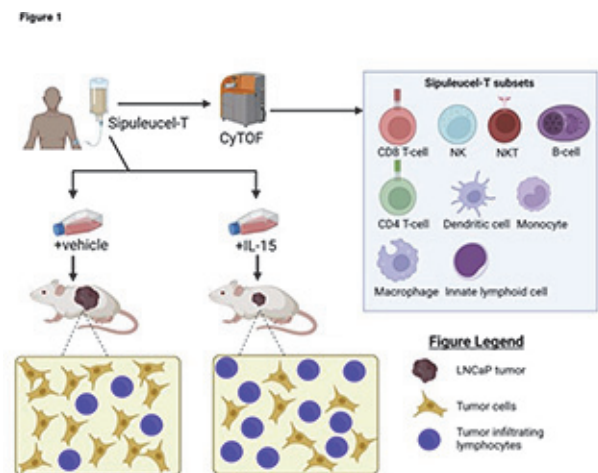 Figure 1
Sipuleucel-T
CyTOF
Sipuleucel-T subsets
CD8 T-cell
NK
NKT
B-cell
CD4 T-cell
Dendritic cell
Monocyte
Macrophage
Innate lymphoid cell
+vehicle
+IL-15
Figure Legend
LNCaP tumor
Tumor cells
Tumor infiltrating
lymphocytes